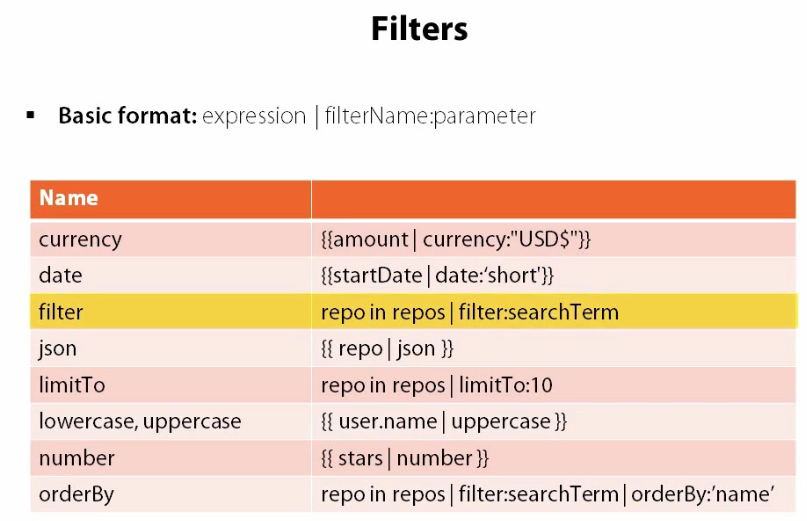 Filters
▪ Basic format: expression | filterName:parameter
Name
currency {{amount | currency:"USD$"}}
date {{startDate | date:‘short'}}
filter repo in repos | filter:searchTerm
json {{ repo | json }}
limitTo repo in repos | limitTo:10
lowercase, uppercase {{ user.name | uppercase }}
number {{ stars | number }}
orderBy repo in repos | filter:searchTerm | orderBy:’name’